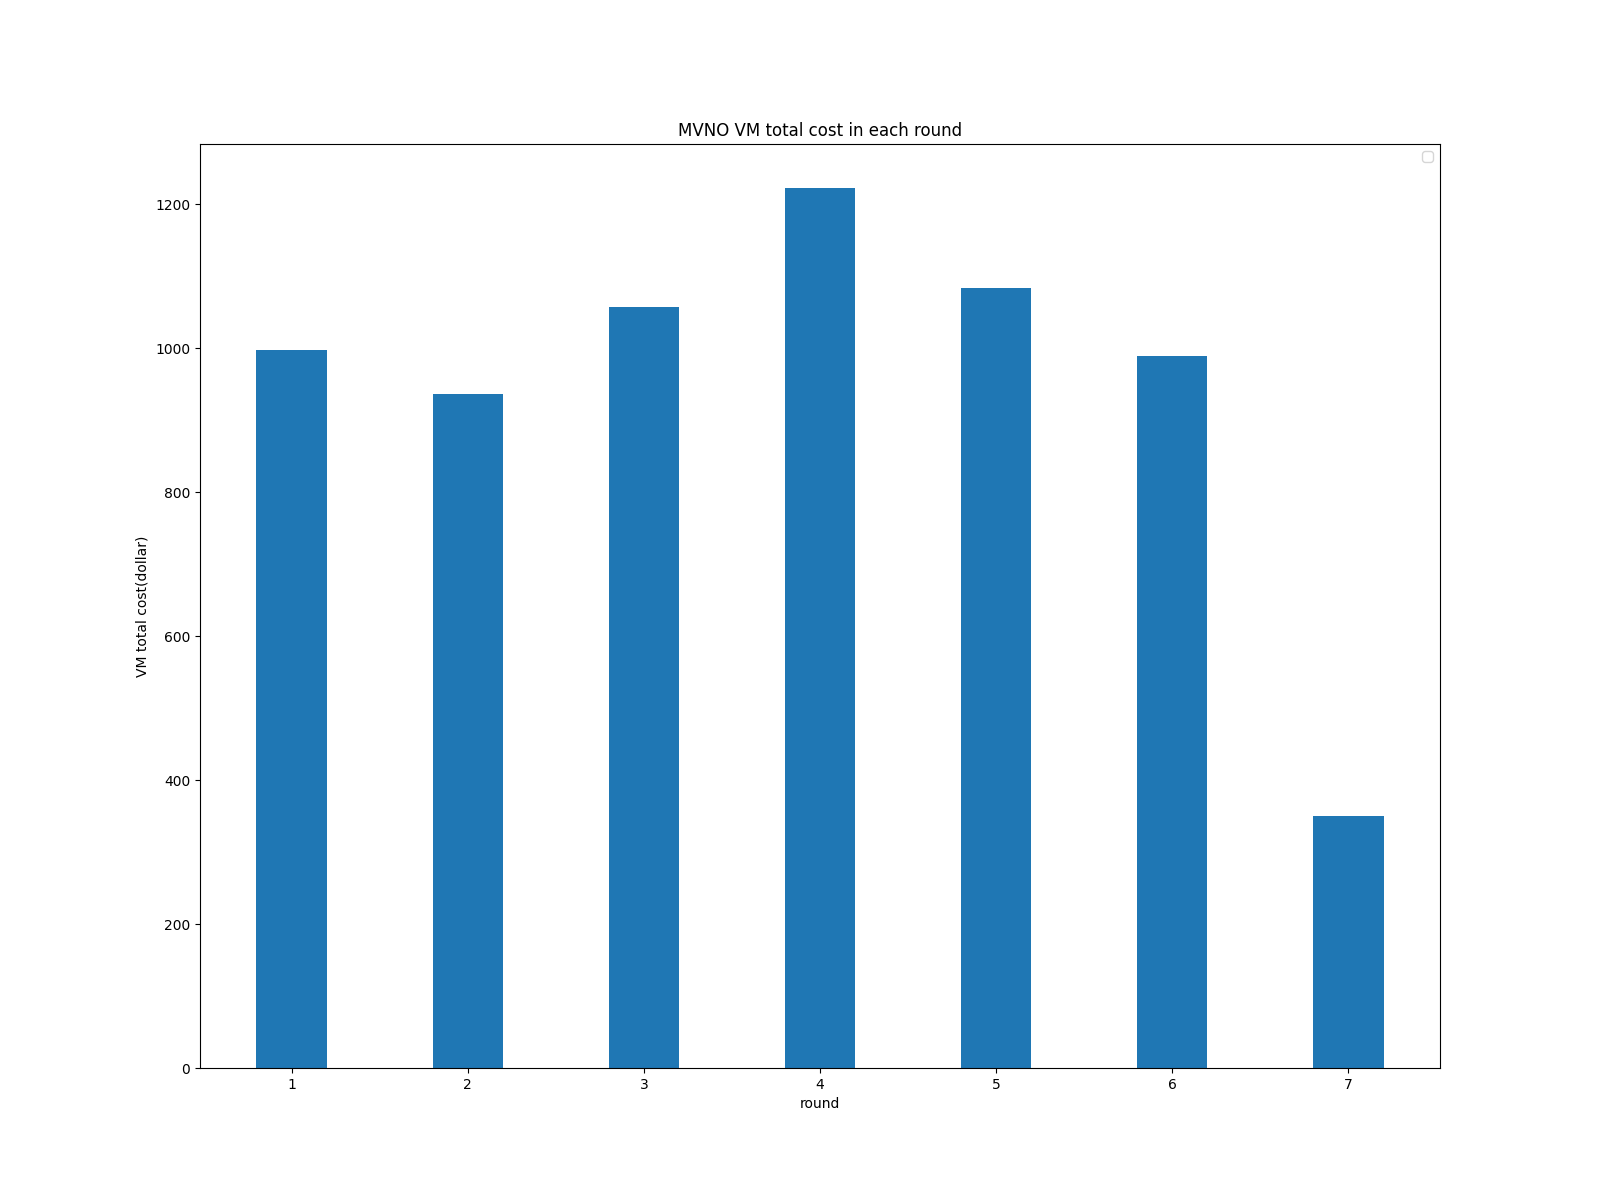 MVNO VM total cost in each round
1200
1000
800
600
400
200
0
VM total cost(dollar)
1 2 3 4 5 6 7
round